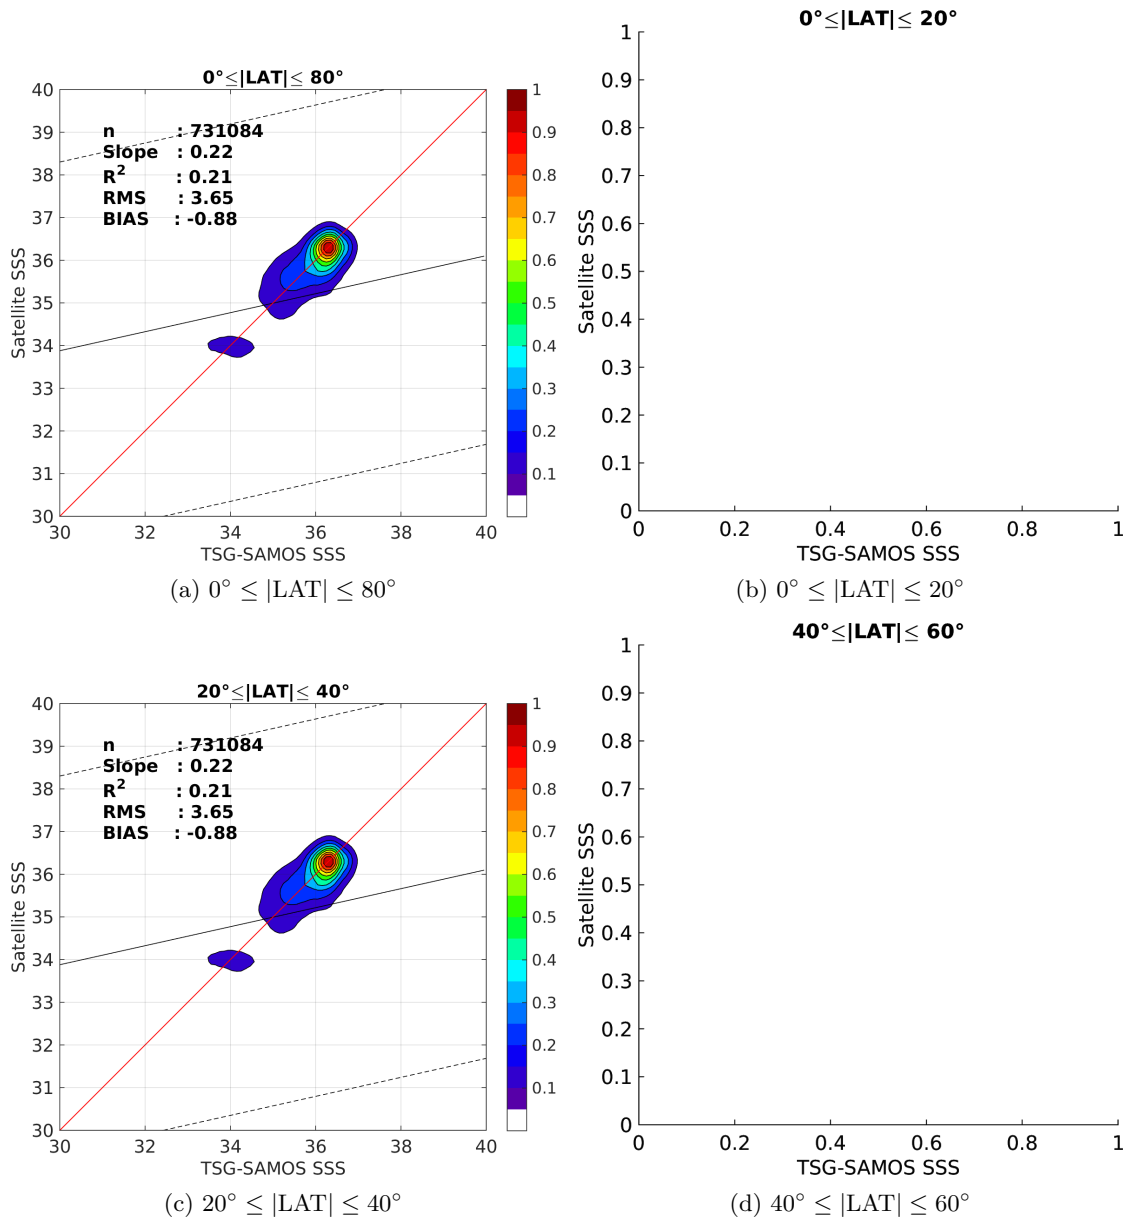 0°≤|LAT|≤ 80°
40
39
38
37
36
35
34
33
32
31
30
Satellite SSS
n : 731084
Slope : 0.22
R² : 0.21
RMS : 3.65
BIAS : -0.88
30 32 34 36 38 40
TSG-SAMOS SSS
1
0.9
0.8
0.7
0.6
0.5
0.4
0.3
0.2
0.1
(a) 0° ≤ |LAT| ≤ 80°
0°≤|LAT|≤ 20°
1
0.9
0.8
0.7
0.6
0.5
0.4
0.3
0.2
0.1
0
Satellite SSS
0 0.2 0.4 0.6 0.8 1
TSG-SAMOS SSS
(b) 0° ≤ |LAT| ≤ 20°
20°≤|LAT|≤ 40°
40
39
38
37
36
35
34
33
32
31
30
Satellite SSS
n : 731084
Slope : 0.22
R² : 0.21
RMS : 3.65
BIAS : -0.88
30 32 34 36 38 40
TSG-SAMOS SSS
1
0.9
0.8
0.7
0.6
0.5
0.4
0.3
0.2
0.1
(c) 20° ≤ |LAT| ≤ 40°
40°≤|LAT|≤ 60°
1
0.9
0.8
0.7
0.6
0.5
0.4
0.3
0.2
0.1
0
Satellite SSS
0 0.2 0.4 0.6 0.8 1
TSG-SAMOS SSS
(d) 40° ≤ |LAT| ≤ 60°